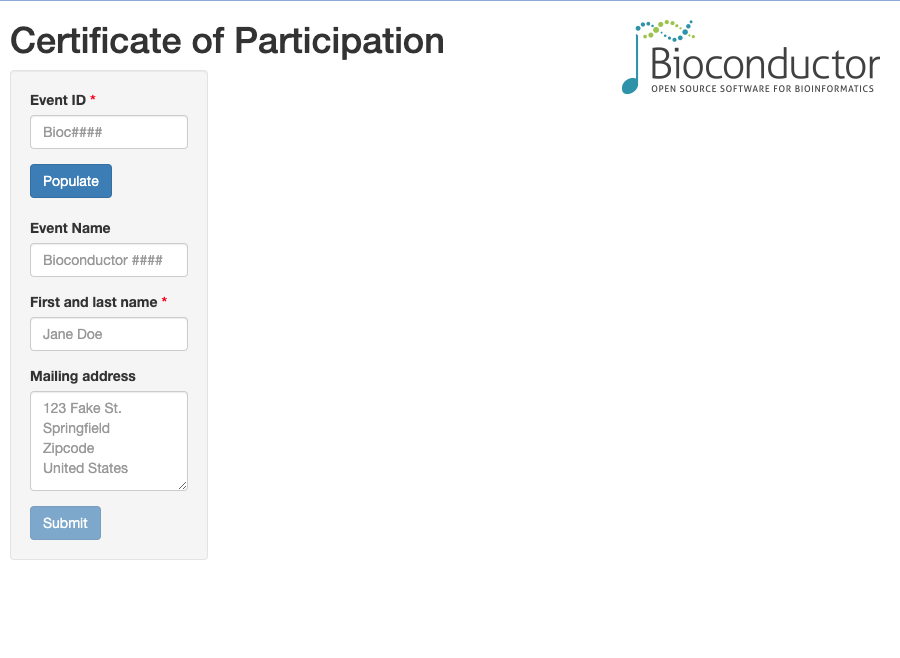 Certificate of Participation
Bioconductor
OPEN SOURCE SOFTWARE FOR BIOINFORMATICS
Event ID *
Bioc####
Populate
Event Name
Bioconductor ####
First and last name *
Jane Doe
Mailing address
123 Fake St.
Springfield
Zipcode
United States
Submit